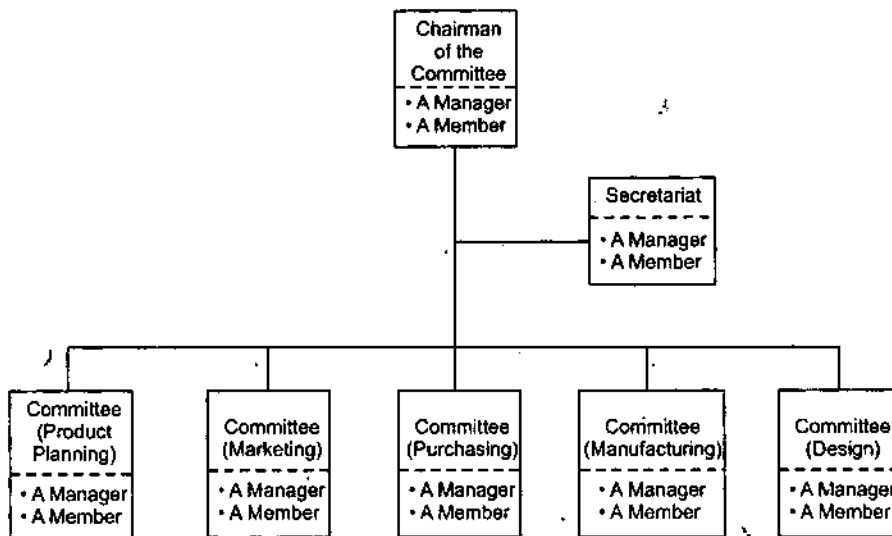 Chairman
of the
Committee
• A Manager
• A Member
Secretariat
• A Manager
• A Member
Committee
(Product
Planning)
• A Manager
• A Member
Committee
(Marketing)
• A Manager
• A Member
Committee
(Purchasing)
• A Manager
• A Member
Committee
(Manufacturing)
• A Manager
• A Member
Committee
(Design)
• A Manager
• A Member